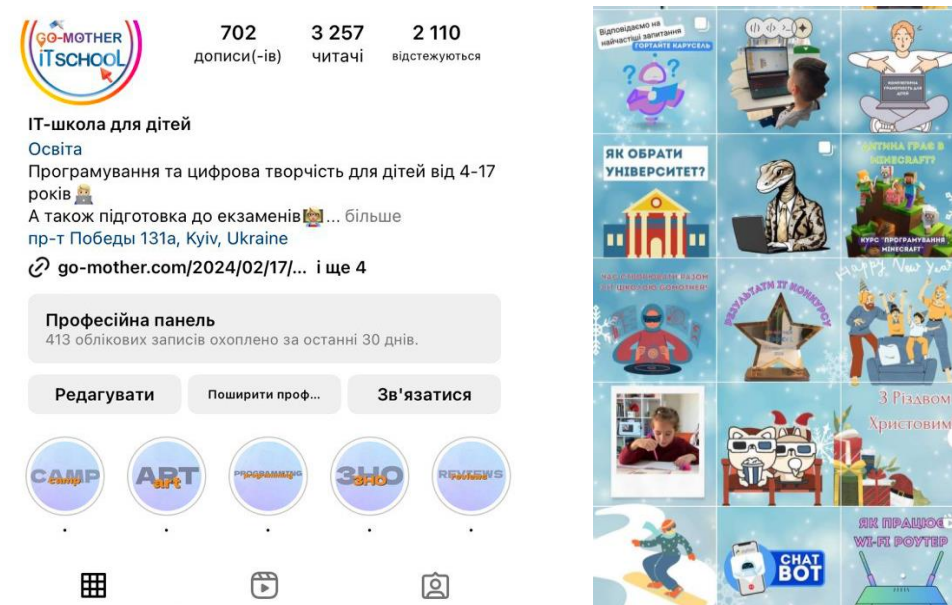 GO-MOTHER
iTSCHOOL
702
дописи(-ів)
3 257
читачі
2 110
відстежуються
ІТ-школа для дітей
Освіта
Програмування та цифрова творчість для дітей від 4-17
років
А також підготовка до екзаменів... більше
пр-т Победы 131а, Kyiv, Ukraine
go-mother.com/2024/02/17/... і ще 4
Професійна панель
413 облікових записів охоплено за останні 30 днів.
Редагувати
Поширити проф...
Зв'язатися
CAMP
camp
ART
art
PROGRAMMING
programming
ЗНО
ЗНО
REVIEWS
reviews
Відповідаємо на
найчастіші запитання
ГОРТАЙТЕ КАРУСЕЛЬ
ЯК ОБРАТИ
УНІВЕРСИТЕТ?
ДИТИНА ГРАЄ В
MINECRAFT?
КУРС "ПРОГРАМУВАННЯ
MINECRAFT"
РЕЗУЛЬТАТИ ІТ КОНКУРСУ
Happy New Year
З Різдвом
Христовим
CHAT
BOT
ЯК ПРАЦЮЄ
WI-FI РОУТЕР